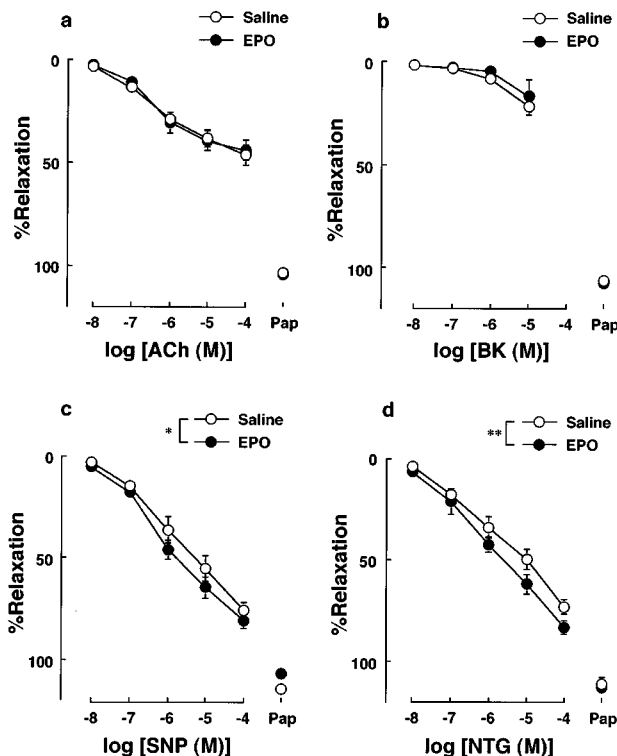 a
Saline
EPO
0
50
100
%Relaxation
-8 -7 -6 -5 -4 Pap
log [ACh (M)]
b
Saline
EPO
0
50
100
%Relaxation
-8 -7 -6 -5 -4 Pap
log [BK (M)]
c
* Saline
EPO
0
50
100
%Relaxation
-8 -7 -6 -5 -4 Pap
log [SNP (M)]
d
** Saline
EPO
0
50
100
%Relaxation
-8 -7 -6 -5 -4 Pap
log [NTG (M)]